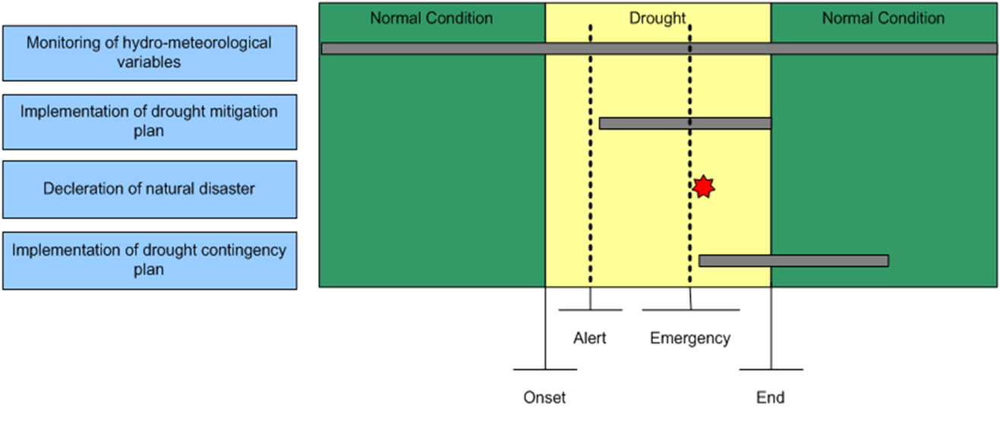 Normal Condition
Drought
Normal Condition
Monitoring of hydro-meteorological
variables
Implementation of drought mitigation
plan
Decleration of natural disaster
Implementation of drought contingency
plan
Alert
Emergency
Onset
End